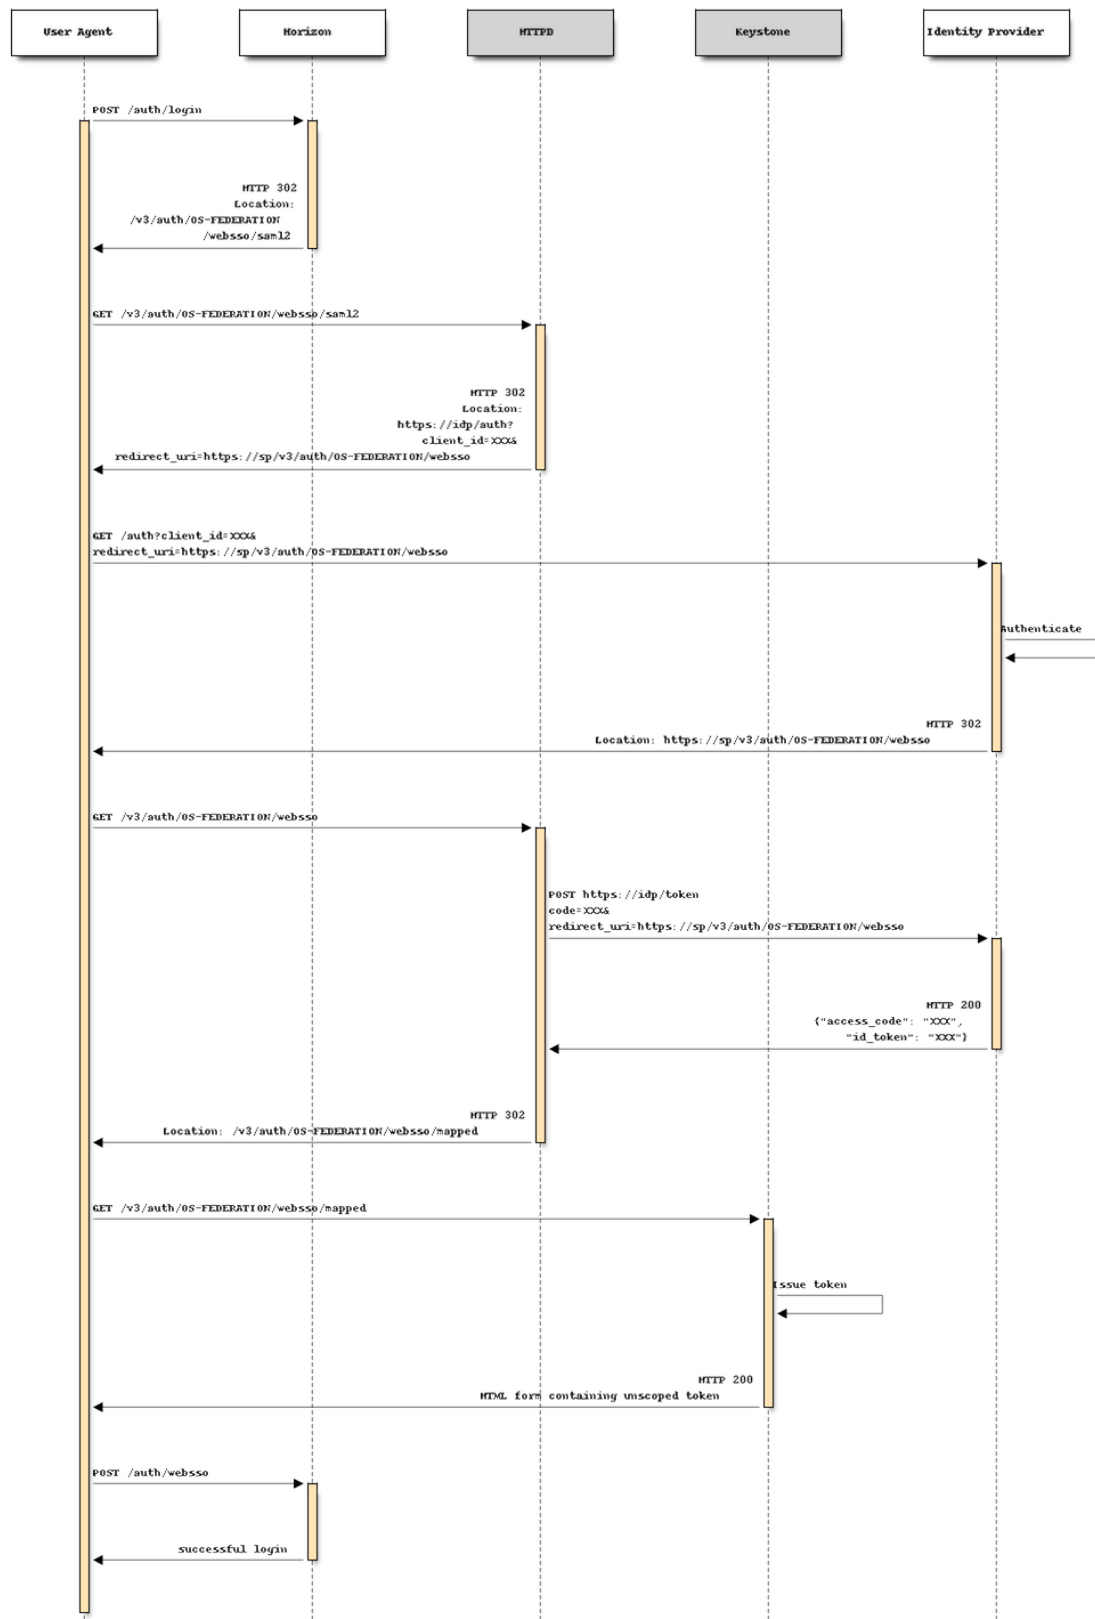 User Agent
Horizon
HTTPD
Keystone
Identity Provider
POST /auth/login
HTTP 302
Location:
/v3/auth/OS-FEDERATION
/websso/saml2
GET /v3/auth/OS-FEDERATION/websso/saml2
HTTP 302
Location:
https://idp/auth?
client_id=XXX&
redirect_uri=https://sp/v3/auth/OS-FEDERATION/websso
GET /auth?client_id=XXX&
redirect_uri=https://sp/v3/auth/OS-FEDERATION/websso
Authenticate
HTTP 302
Location: https://sp/v3/auth/OS-FEDERATION/websso
GET /v3/auth/OS-FEDERATION/websso
POST https://idp/token
code=XXX&
redirect_uri=https://sp/v3/auth/OS-FEDERATION/websso
HTTP 200
{"access_code": "XXX",
"id_token": "XXX"}
HTTP 302
Location: /v3/auth/OS-FEDERATION/websso/mapped
GET /v3/auth/OS-FEDERATION/websso/mapped
Issue token
HTTP 200
HTML form containing unscoped token
POST /auth/websso
successful login